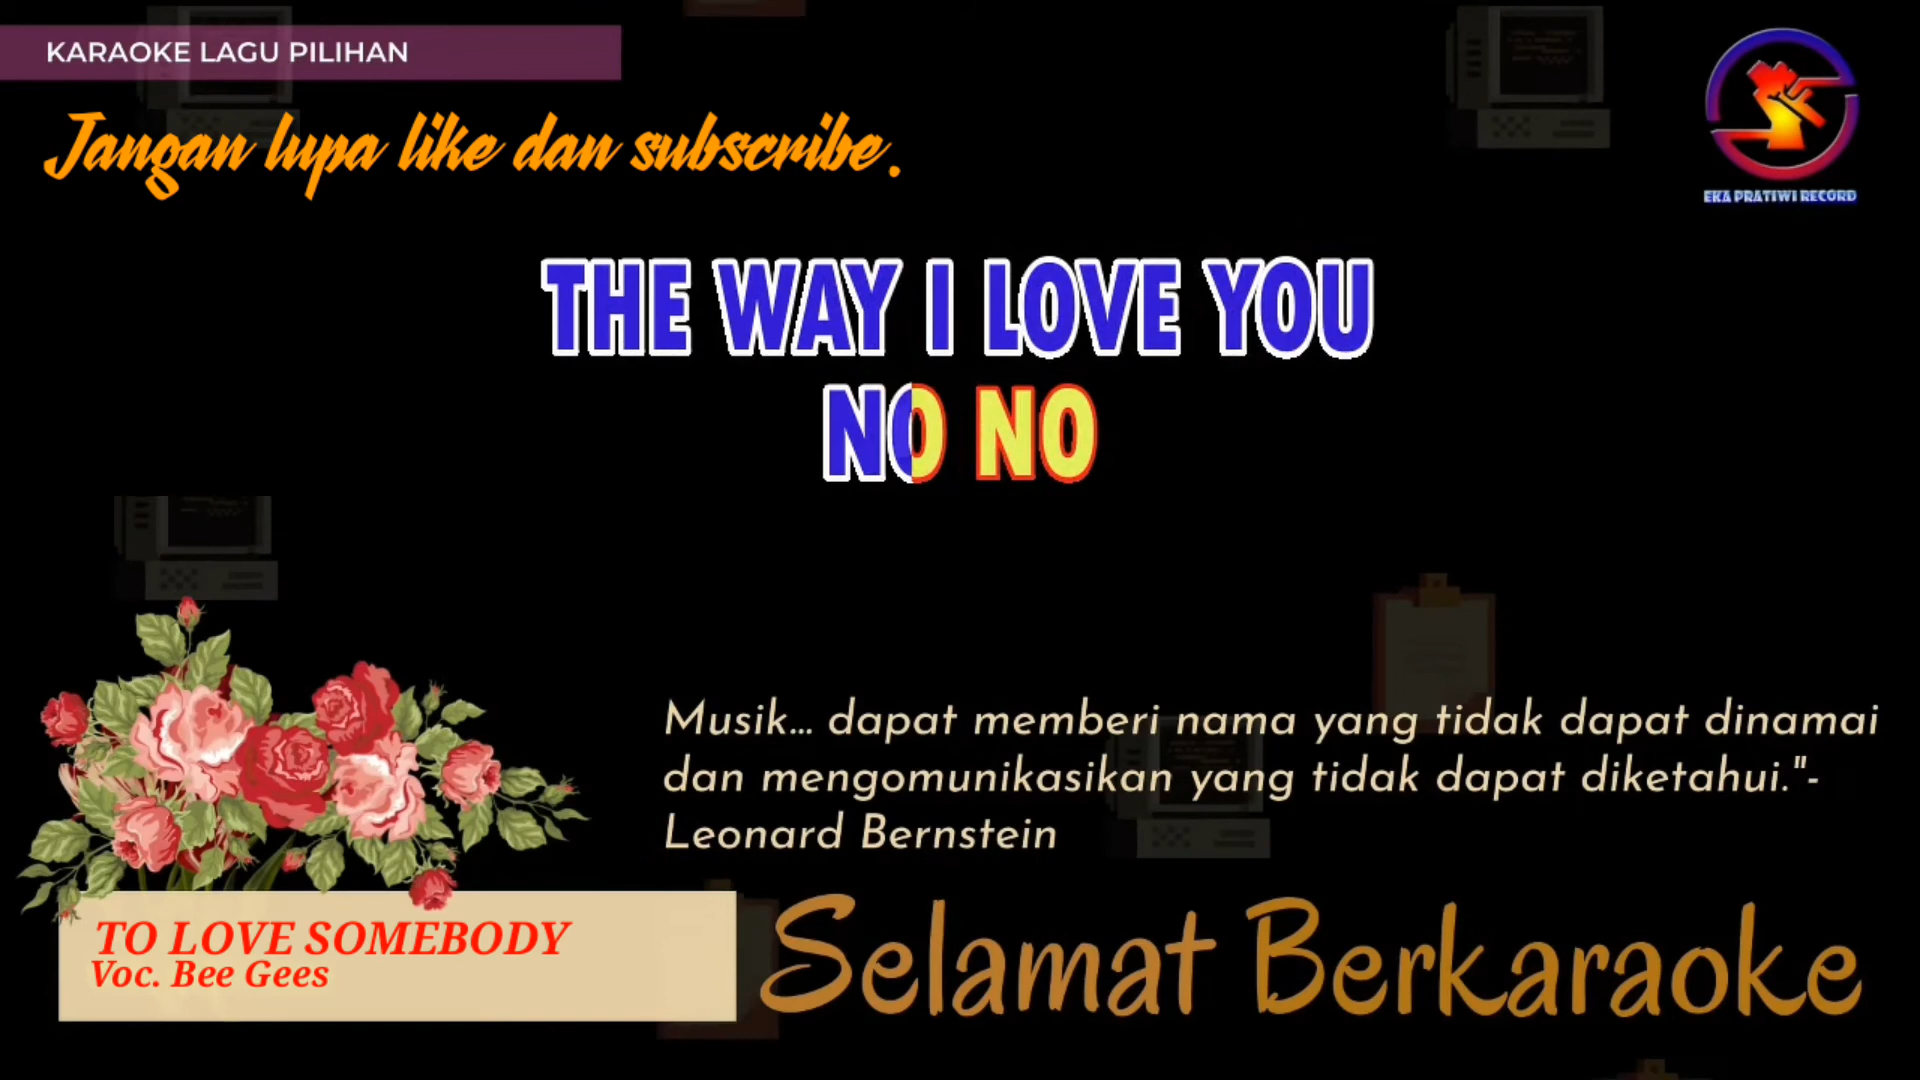 KARAOKE LAGU PILIHAN
Jangan lupa like dan subscribe.
EKA PRATIWI RECORD
THE WAY I LOVE YOU
NO NO
Musik... dapat memberi nama yang tidak dapat dinamai
dan mengomunikasikan yang tidak dapat diketahui."-
Leonard Bernstein
TO LOVE SOMEBODY
Voc. Bee Gees
Selamat Berkaraoke